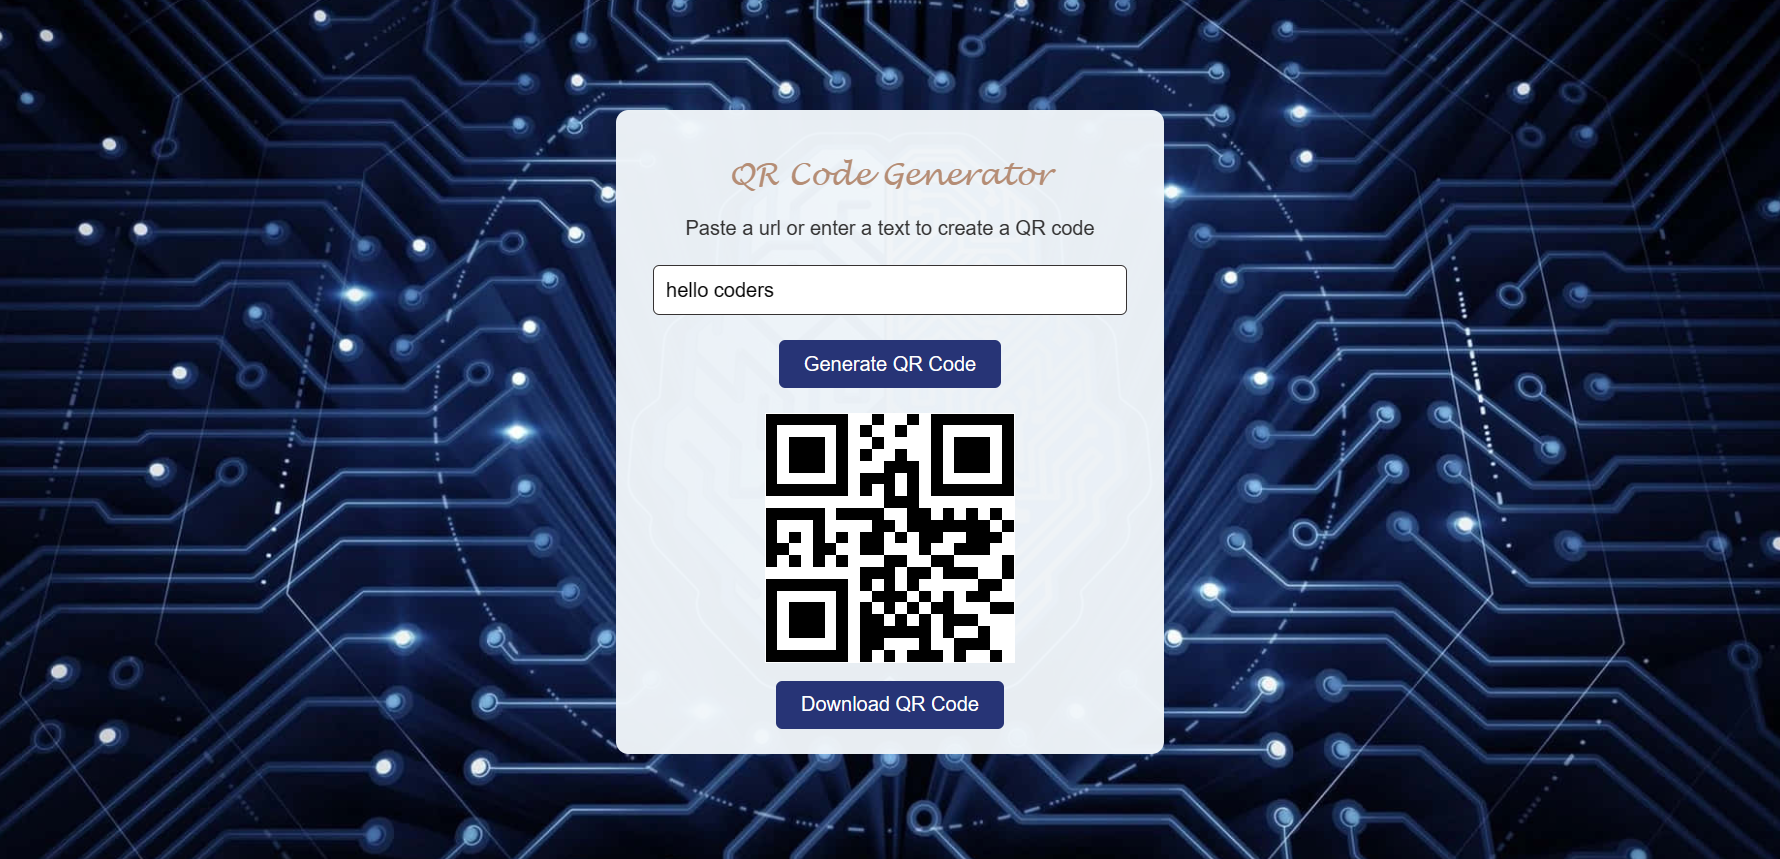 QR Code Generator
Paste a url or enter a text to create a QR code
hello coders
Generate QR Code
Download QR Code